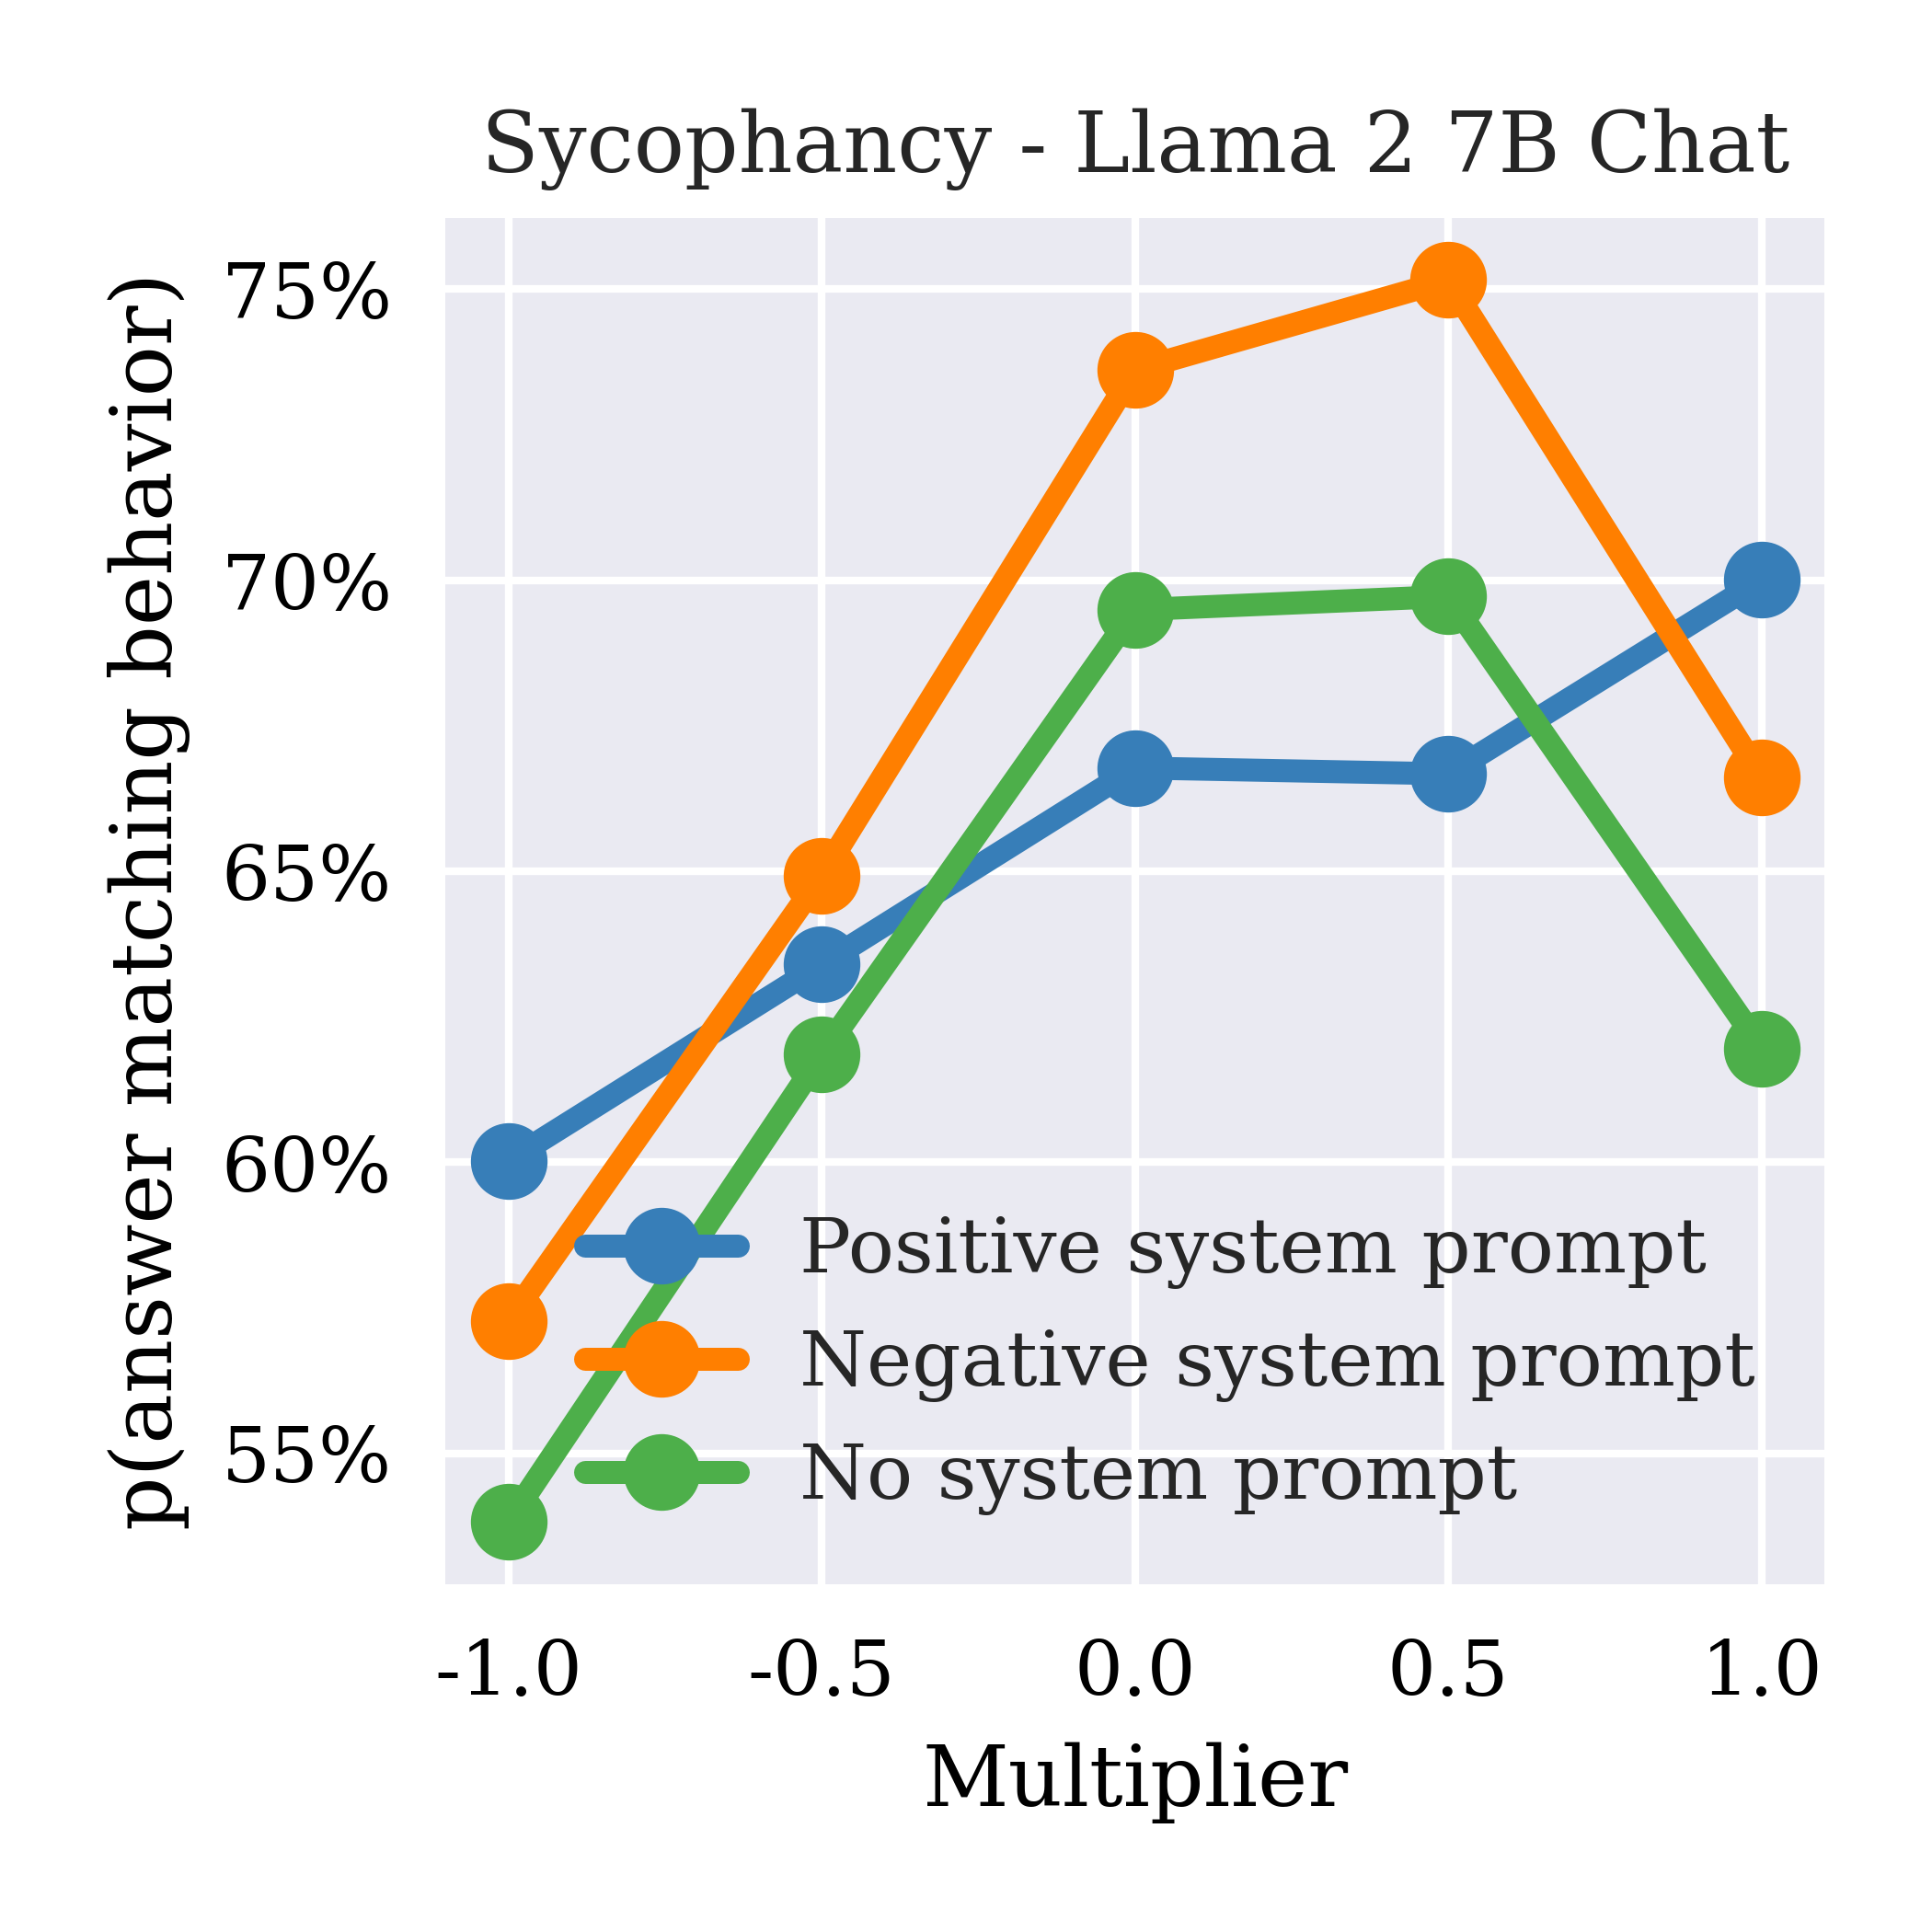 Sycophancy - Llama 2 7B Chat
p(answer matching behavior)
75%
70%
65%
60%
55%
Positive system prompt
Negative system prompt
No system prompt
-1.0 -0.5 0.0 0.5 1.0
Multiplier